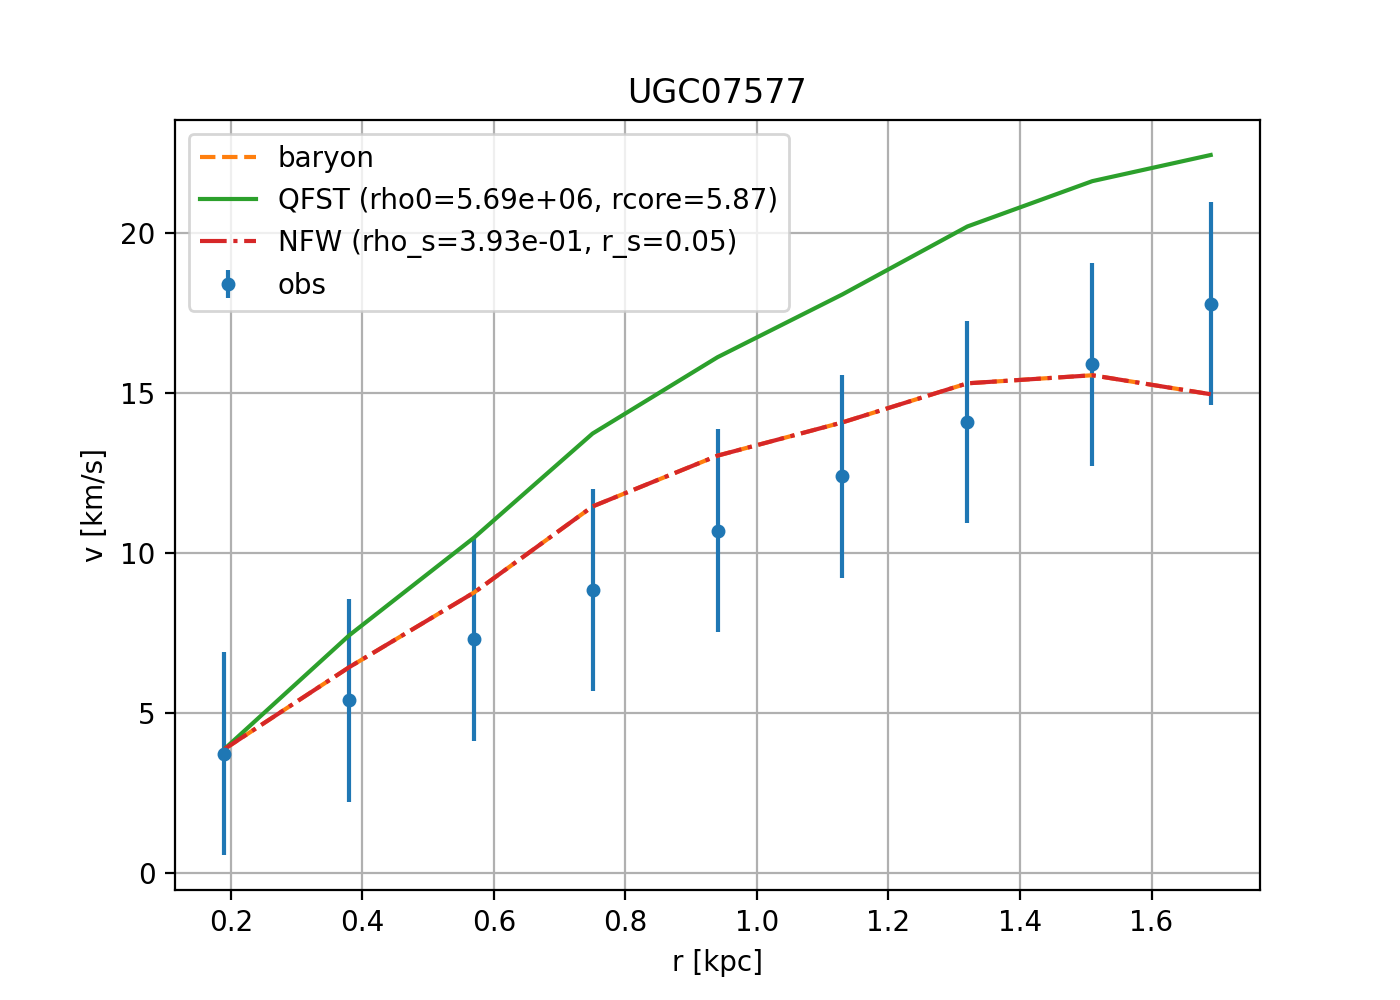 UGC07577
baryon
QFST (rho0=5.69e+06, rcore=5.87)
NFW (rho_s=3.93e-01, r_s=0.05)
obs
20
15
10
5
0
v [km/s]
0.2 0.4 0.6 0.8 1.0 1.2 1.4 1.6
r [kpc]